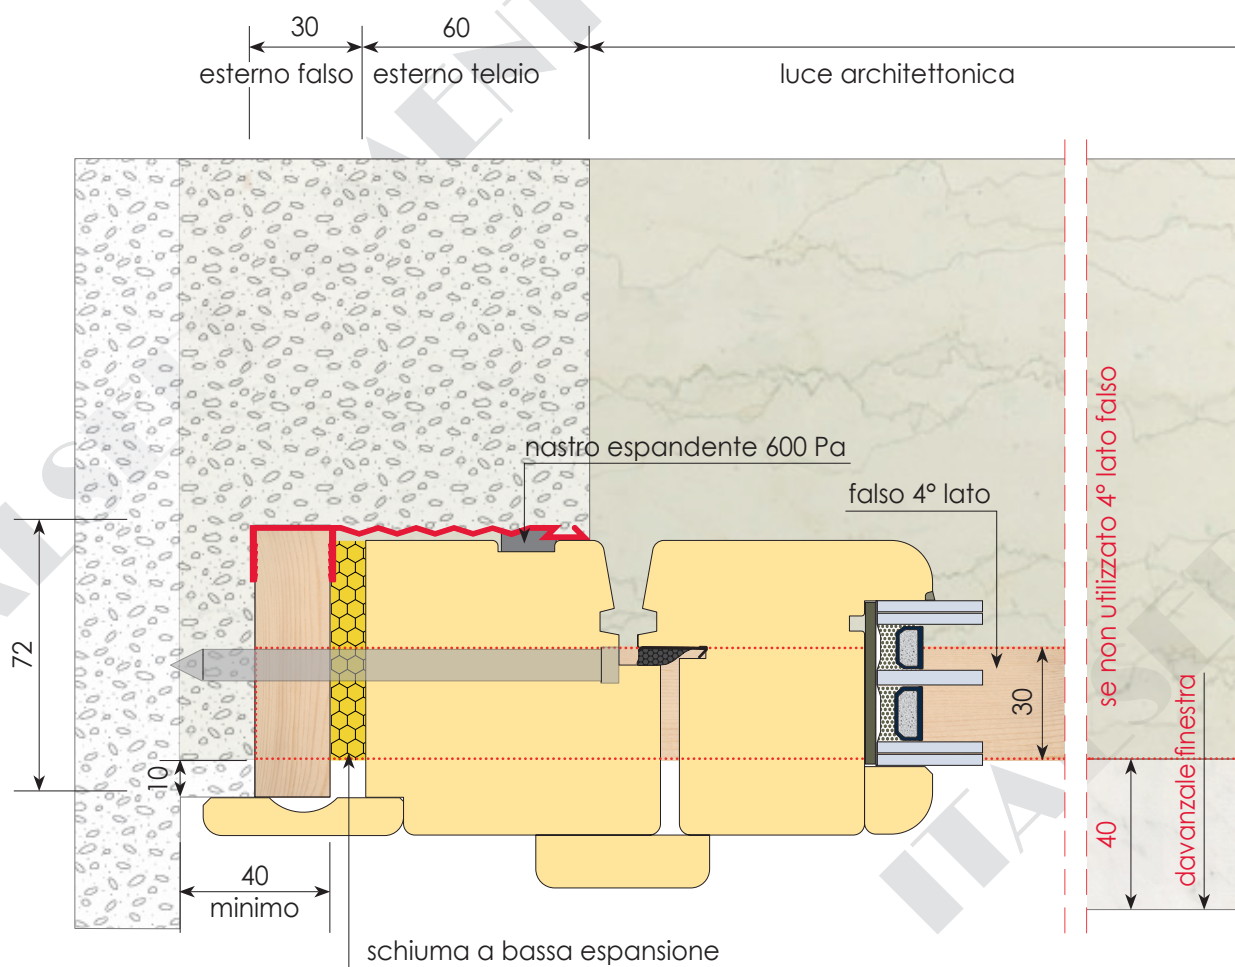 30
60
esterno falso
esterno telaio
luce architettonica
nastro espandente 600 Pa
falso 4° lato
se non utilizzato 4° lato falso
72
30
10
40
davanzale finestra
40
minimo
schiuma a bassa espansione